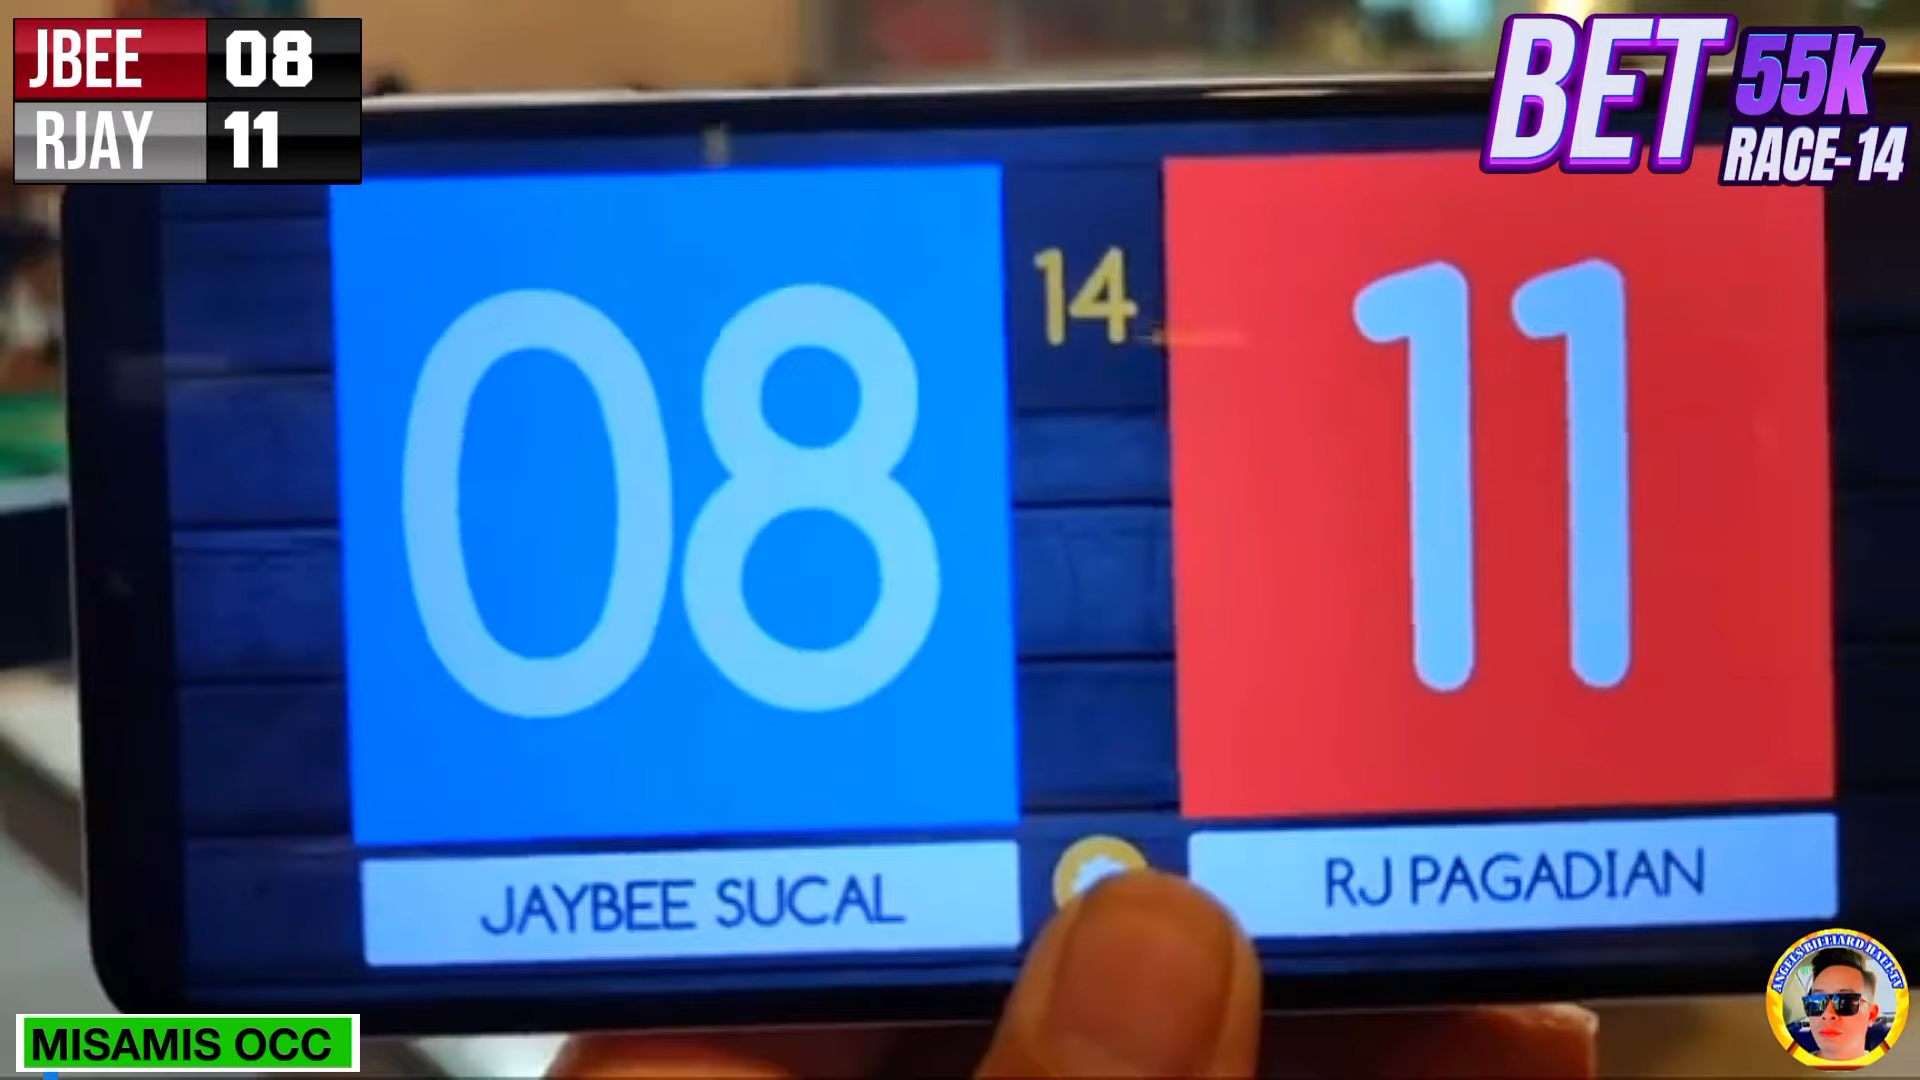 JBEE 08
RJAY 11
BET 55K
RACE-14
08
14
11
JAYBEE SUCAL
RJ PAGADIAN
MISAMIS OCC